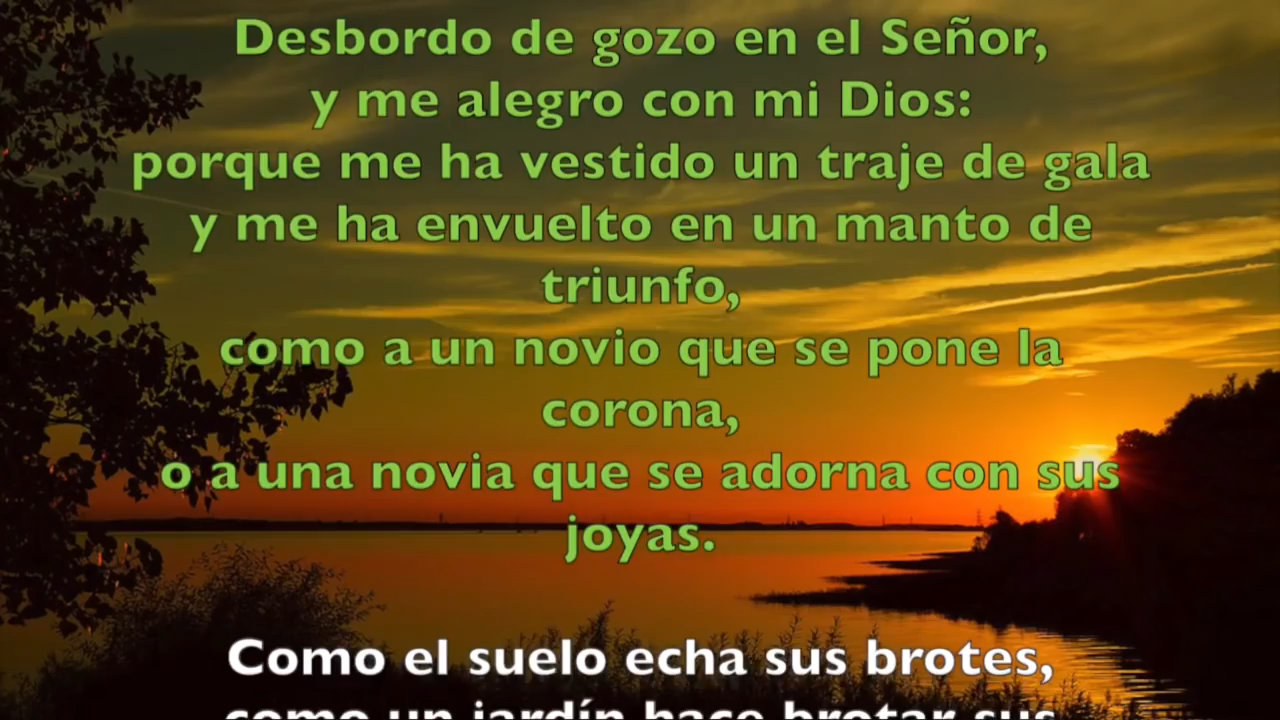 Desbordo de gozo en el Señor,
y me alegro con mi Dios:
porque me ha vestido un traje de gala
y me ha envuelto en un manto de
triunfo,
como a un novio que se pone la
corona,
o a una novia que se adorna con sus
joyas.
Como el suelo echa sus brotes,
como un jardín hace brotar sus